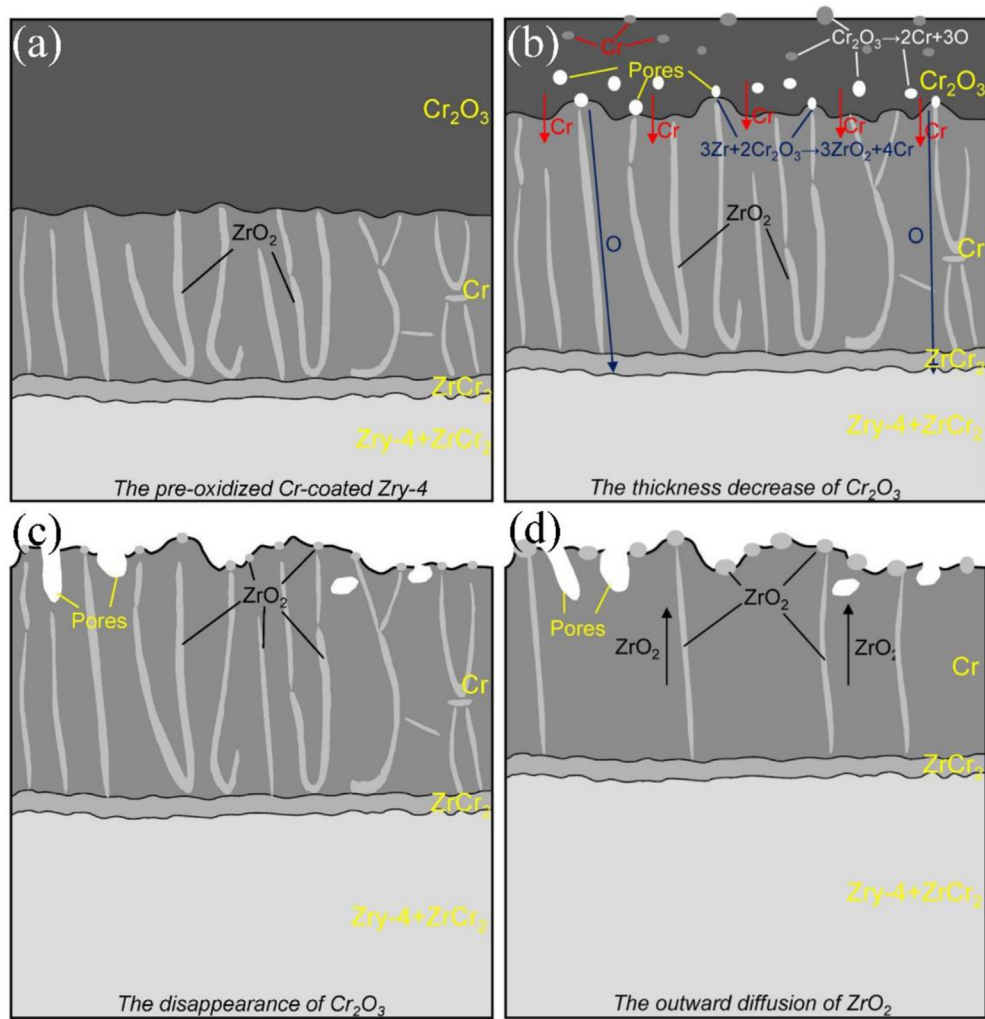 (a)
Cr₂O₃
ZrO₂
Cr
ZrCr₂
Zry-4+ZrCr₂
The pre-oxidized Cr-coated Zry-4
(b)
Cr
Cr₂O₃→2Cr+3O
Pores
Cr₂O₃
Cr
Cr
Cr
Cr
Cr
3Zr+2Cr₂O₃→3ZrO₂+4Cr
ZrO₂
O
O
Cr
ZrCr₂
Zry-4+ZrCr₂
The thickness decrease of Cr₂O₃
(c)
Pores
ZrO₂
Cr
ZrCr₂
Zry-4+ZrCr₂
The disappearance of Cr₂O₃
(d)
Pores
ZrO₂
ZrO₂
ZrO₂
Cr
ZrCr₂
Zry-4+ZrCr₂
The outward diffusion of ZrO₂